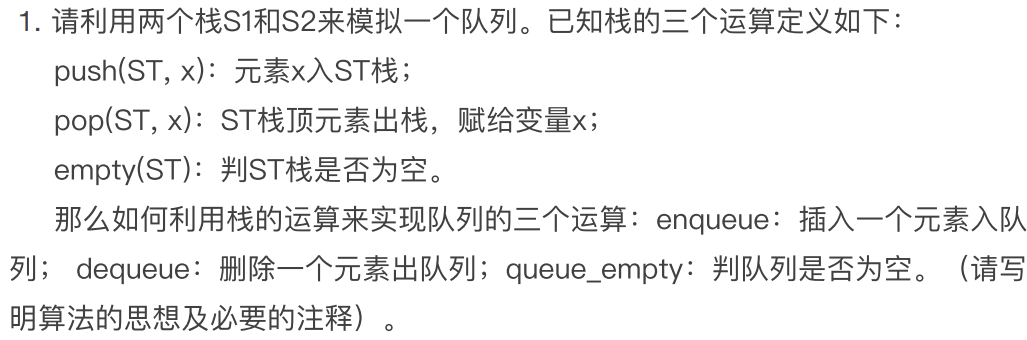 1. 请利用两个栈S1和S2来模拟一个队列。已知栈的三个运算定义如下：
push(ST, x)：元素x入ST栈；
pop(ST, x)：ST栈顶元素出栈，赋给变量x；
empty(ST)：判ST栈是否为空。
那么如何利用栈的运算来实现队列的三个运算：enqueue：插入一个元素入队
列； dequeue：删除一个元素出队列；queue_empty：判队列是否为空。（请写
明算法的思想及必要的注释）。